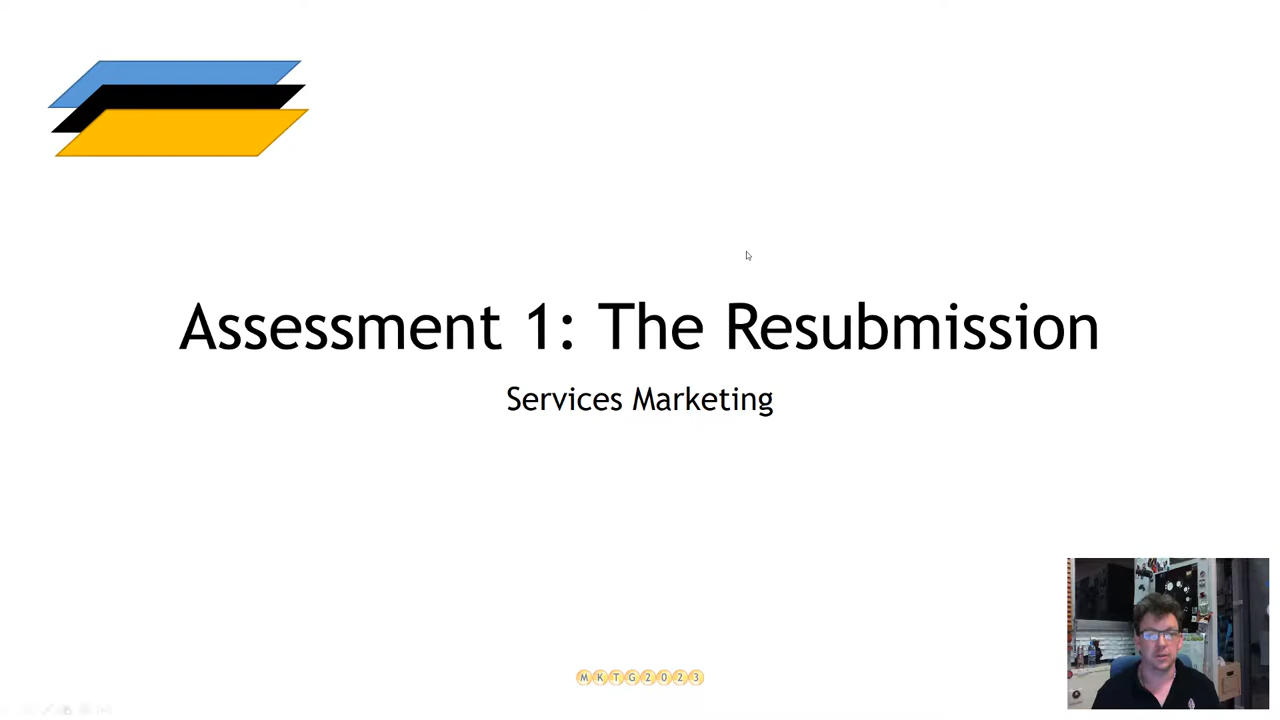 Assessment 1: The Resubmission
Services Marketing
MKTG2023